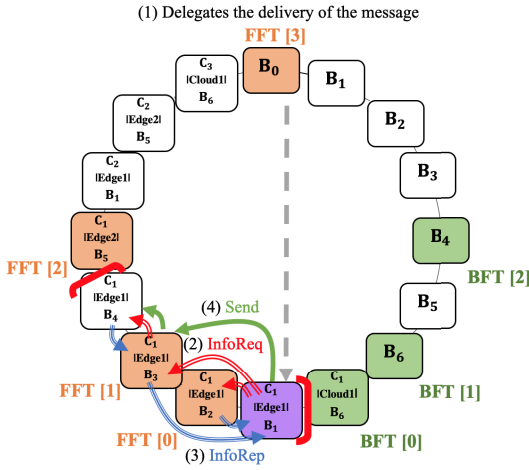 (1) Delegates the delivery of the message
FFT [3]
B0
B1
B2
B3
B4
BFT [2]
B5
B6
BFT [1]
C1
|Cloud1|
B6
BFT [0]
C1
|Edge1|
B1
C1
|Edge1|
B2
FFT [0]
C1
|Edge1|
B3
FFT [1]
C1
|Edge1|
B4
C1
|Edge2|
B5
FFT [2]
C2
|Edge1|
B1
C2
|Edge2|
B5
C3
|Cloud1|
B6
(4) Send
(2) InfoReq
(3) InfoRep